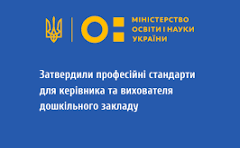 МІНІСТЕРСТВО
ОСВІТИ І НАУКИ
УКРАЇНИ
Затвердили професійні стандарти
для керівника та вихователя
дошкільного закладу